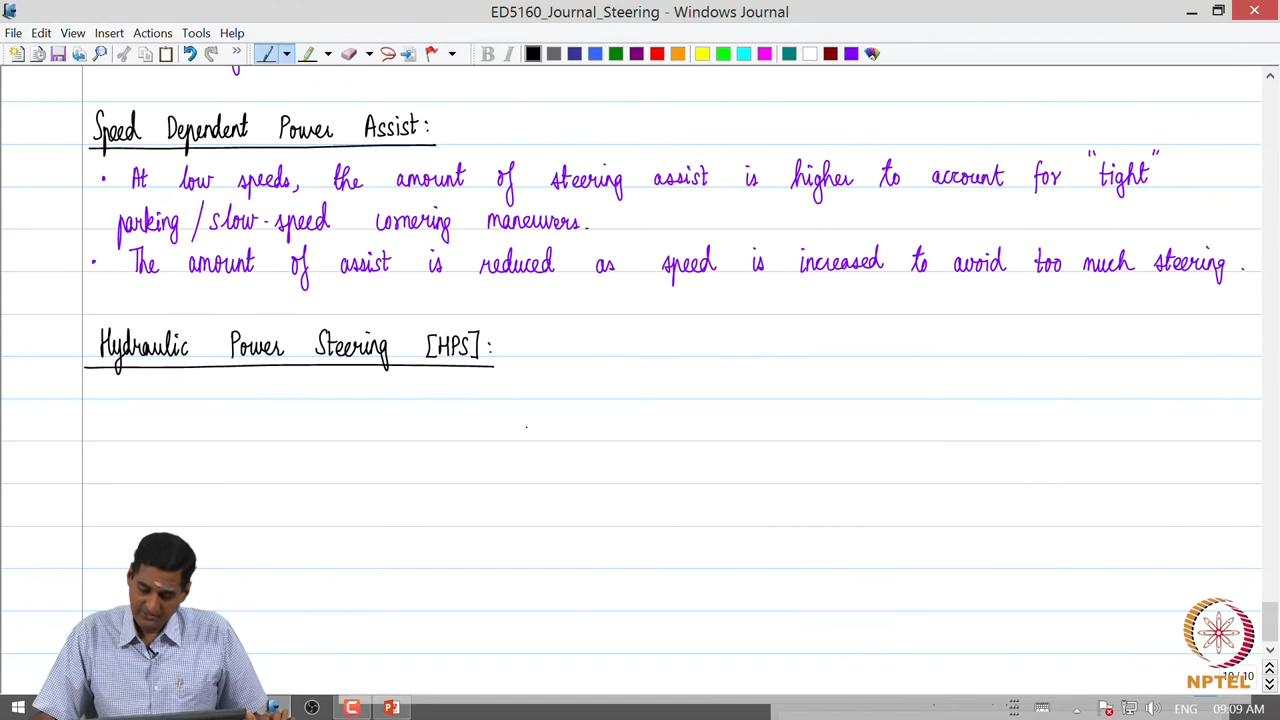 ED5160_Journal_Steering - Windows Journal
File Edit View Insert Actions Tools Help
Speed Dependent Power Assist:
• At low speeds, the amount of steering assist is higher to account for "tight"
parking/slow-speed cornering maneuvers.
• The amount of assist is reduced as speed is increased to avoid too much steering.
Hydraulic Power Steering [HPS]:
NPTEL
10/10
ENG 09:09 AM